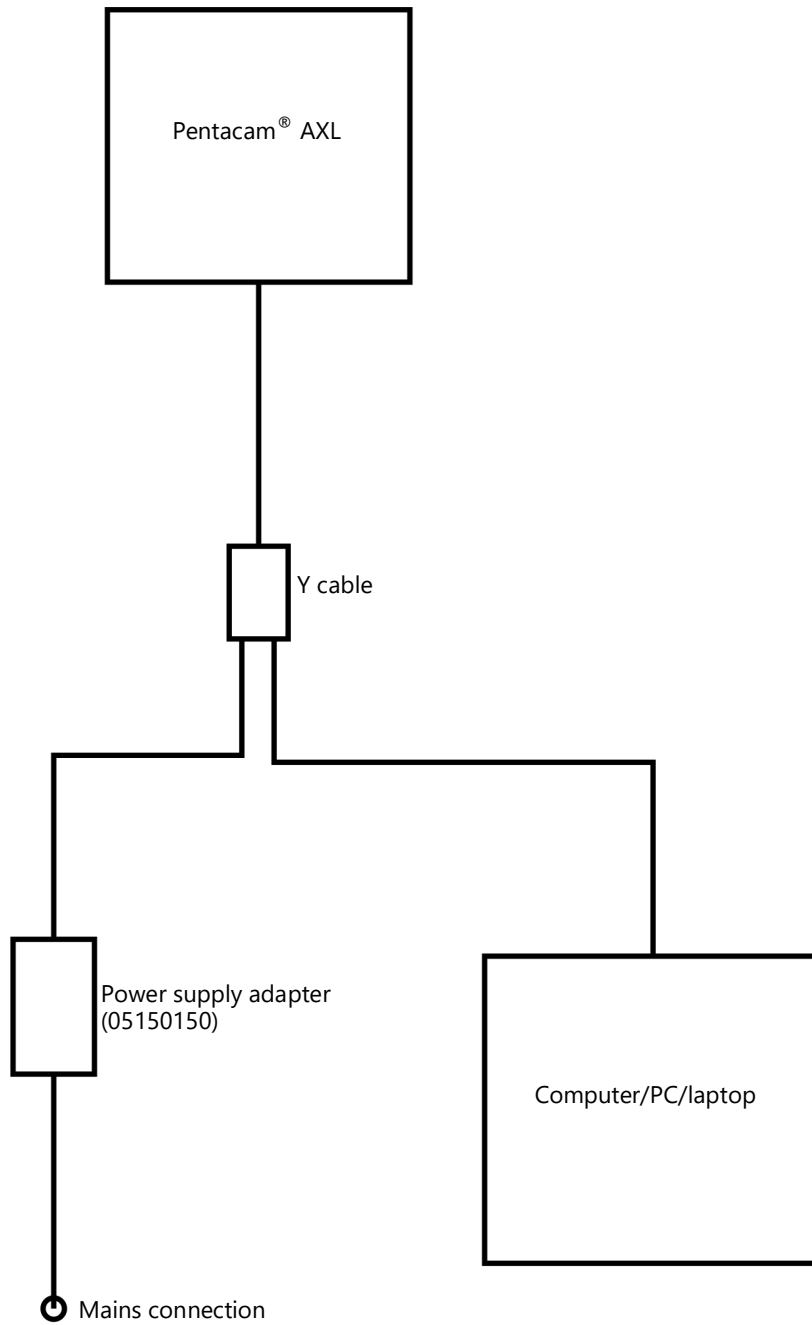 Pentacam® AXL
Y cable
Power supply adapter
(05150150)
Computer/PC/laptop
Mains connection